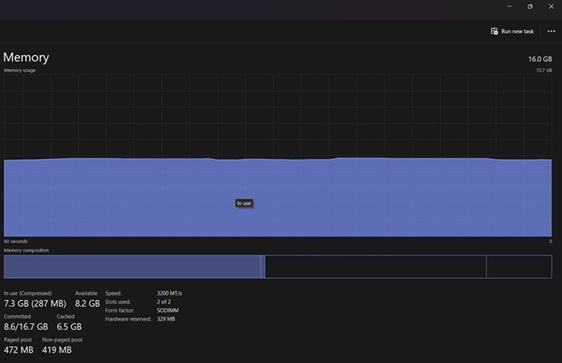 Run new task
Memory
16.0 GB
Memory usage
15.7 GB
In use
60 seconds
0
Memory composition
In use (Compressed)
Available
7.3 GB (287 MB)
8.2 GB
Committed
Cached
8.6/16.7 GB
6.5 GB
Paged pool
Non-paged pool
472 MB
419 MB
Speed:
3200 MT/s
Slots used:
2 of 2
Form factor:
SODIMM
Hardware reserved:
329 MB